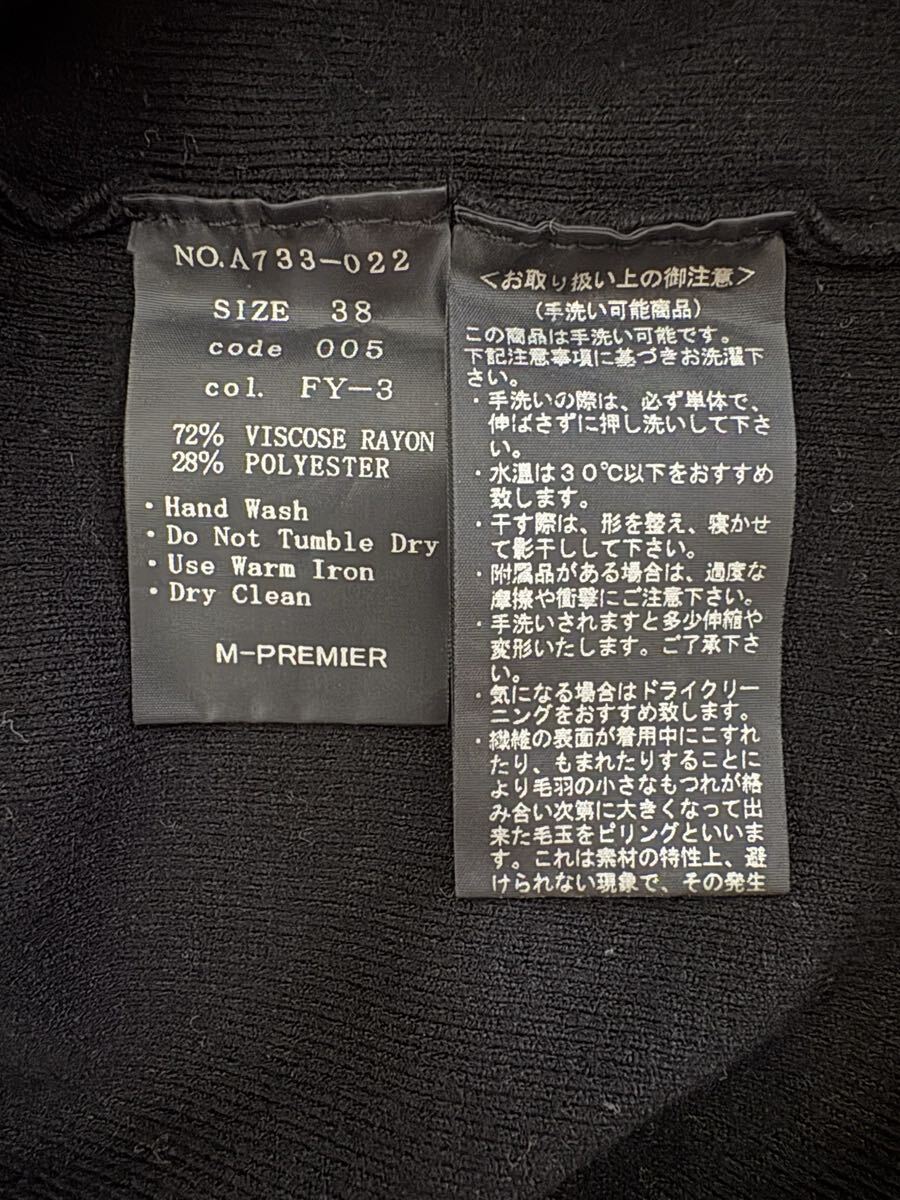 NO.A733-022
SIZE 38
code 005
col. FY-3
72% VISCOSE RAYON
28% POLYESTER
・Hand Wash
・Do Not Tumble Dry
・Use Warm Iron
・Dry Clean
M-PREMIER
＜お取り扱い上の御注意＞
(手洗い可能商品)
この商品は手洗い可能です。
下記注意事項に基づきお洗濯下
さい。
・手洗いの際は、必ず単体で、
伸ばさずに押し洗いして下さ
い。
・水温は３０℃以下をおすすめ
致します。
・干す際は、形を整え、寝かせ
て影干しして下さい。
・附属品がある場合は、過度な
摩擦や衝撃にご注意下さい。
・手洗いされますと多少伸縮や
変形いたします。ご了承下さ
い。
・気になる場合はドライクリー
ニングをおすすめ致します。
・繊維の表面が着用中にこすれ
たり、もまれたりすることに
より毛羽の小さなもつれが絡
み合い次第に大きくなって出
来た毛玉をピリングといいま
す。これは素材の特性上、避
けられない現象で、その発生